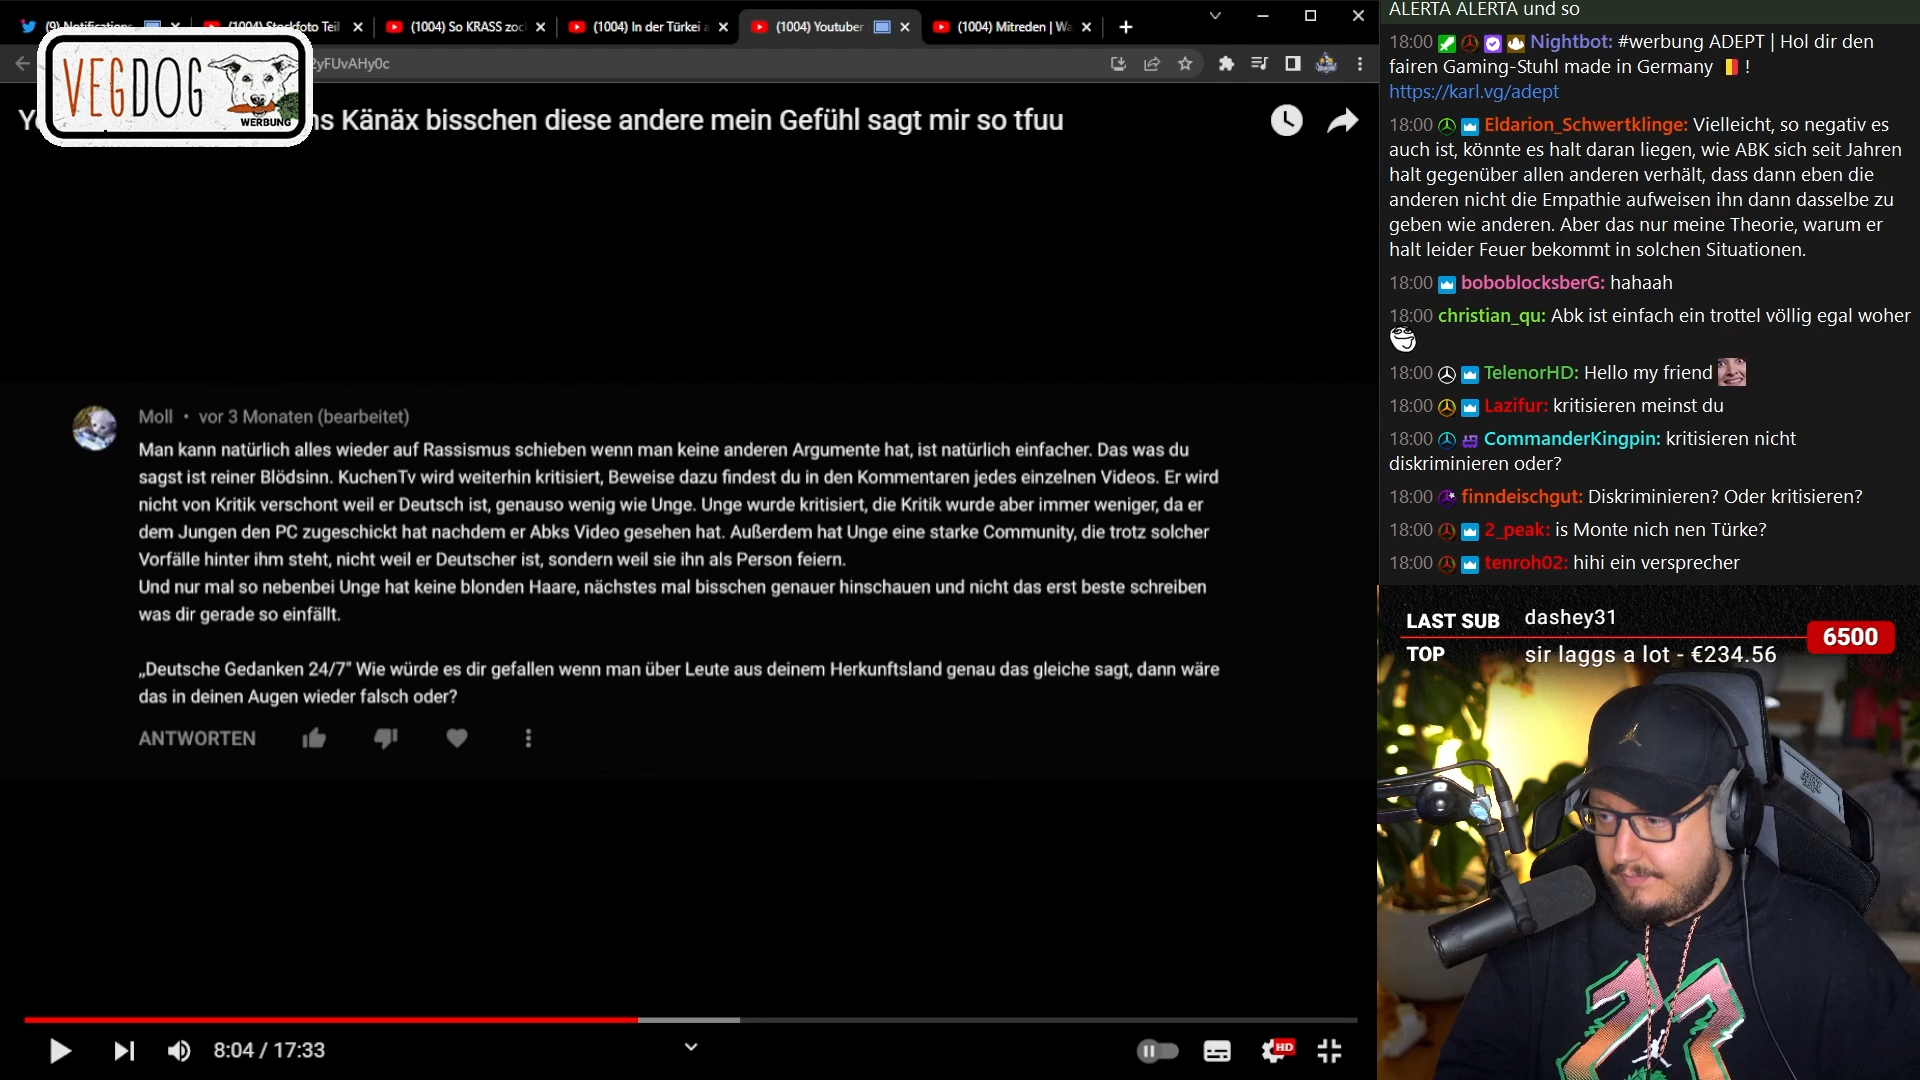 (9) Notification
(1004) Stockfoto Teil
(1004) So KRASS zoc
(1004) In der Türkei
(1004) Youtuber
(1004) Mitreden | Wa
VEGDOG
WERBUNG
yFUvAHy0c
ns Känäx bisschen diese andere mein Gefühl sagt mir so tfuu
Moll • vor 3 Monaten (bearbeitet)
Man kann natürlich alles wieder auf Rassismus schieben wenn man keine anderen Argumente hat, ist natürlich einfacher. Das was du
sagst ist reiner Blödsinn. KuchenTv wird weiterhin kritisiert, Beweise dazu findest du in den Kommentaren jedes einzelnen Videos. Er wird
nicht von Kritik verschont weil er Deutsch ist, genauso wenig wie Unge. Unge wurde kritisiert, die Kritik wurde aber immer weniger, da er
dem Jungen den PC zugeschickt hat nachdem er Abks Video gesehen hat. Außerdem hat Unge eine starke Community, die trotz solcher
Vorfälle hinter ihm steht, nicht weil er Deutscher ist, sondern weil sie ihn als Person feiern.
Und nur mal so nebenbei Unge hat keine blonden Haare, nächstes mal bisschen genauer hinschauen und nicht das erst beste schreiben
was dir gerade so einfällt.
„Deutsche Gedanken 24/7" Wie würde es dir gefallen wenn man über Leute aus deinem Herkunftsland genau das gleiche sagt, dann wäre
das in deinen Augen wieder falsch oder?
ANTWORTEN
8:04 / 17:33
HD
ALERTA ALERTA und so
18:00 Nightbot: #werbung ADEPT | Hol dir den
fairen Gaming-Stuhl made in Germany !
https://karl.vg/adept
18:00 Eldarion_Schwertklinge: Vielleicht, so negativ es
auch ist, könnte es halt daran liegen, wie ABK sich seit Jahren
halt gegenüber allen anderen verhält, dass dann eben die
anderen nicht die Empathie aufweisen ihn dann dasselbe zu
geben wie anderen. Aber das nur meine Theorie, warum er
halt leider Feuer bekommt in solchen Situationen.
18:00 boboblocksberG: hahaah
18:00 christian_qu: Abk ist einfach ein trottel völlig egal woher
18:00 TelenorHD: Hello my friend
18:00 Lazifur: kritisieren meinst du
18:00 CommanderKingpin: kritisieren nicht
diskriminieren oder?
18:00 finndeischgut: Diskriminieren? Oder kritisieren?
18:00 2_peak: is Monte nich nen Türke?
18:00 tenroh02: hihi ein versprecher
LAST SUB dashey31
TOP sir laggs a lot - €234.56
6500